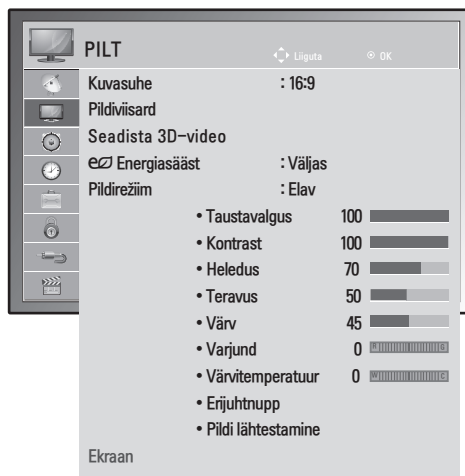 PILT
Liiguta
OK
Kuvasuhe : 16:9
Pildiviisard
Seadista 3D-video
Energiasääst : Väljas
Pildirežiim : Elav
• Taustavalgus 100
• Kontrast 100
• Heledus 70
• Teravus 50
• Värv 45
• Varjund 0 R G
• Värvitemperatuur 0 W C
• Erijuhtnupp
• Pildi lähtestamine
Ekraan